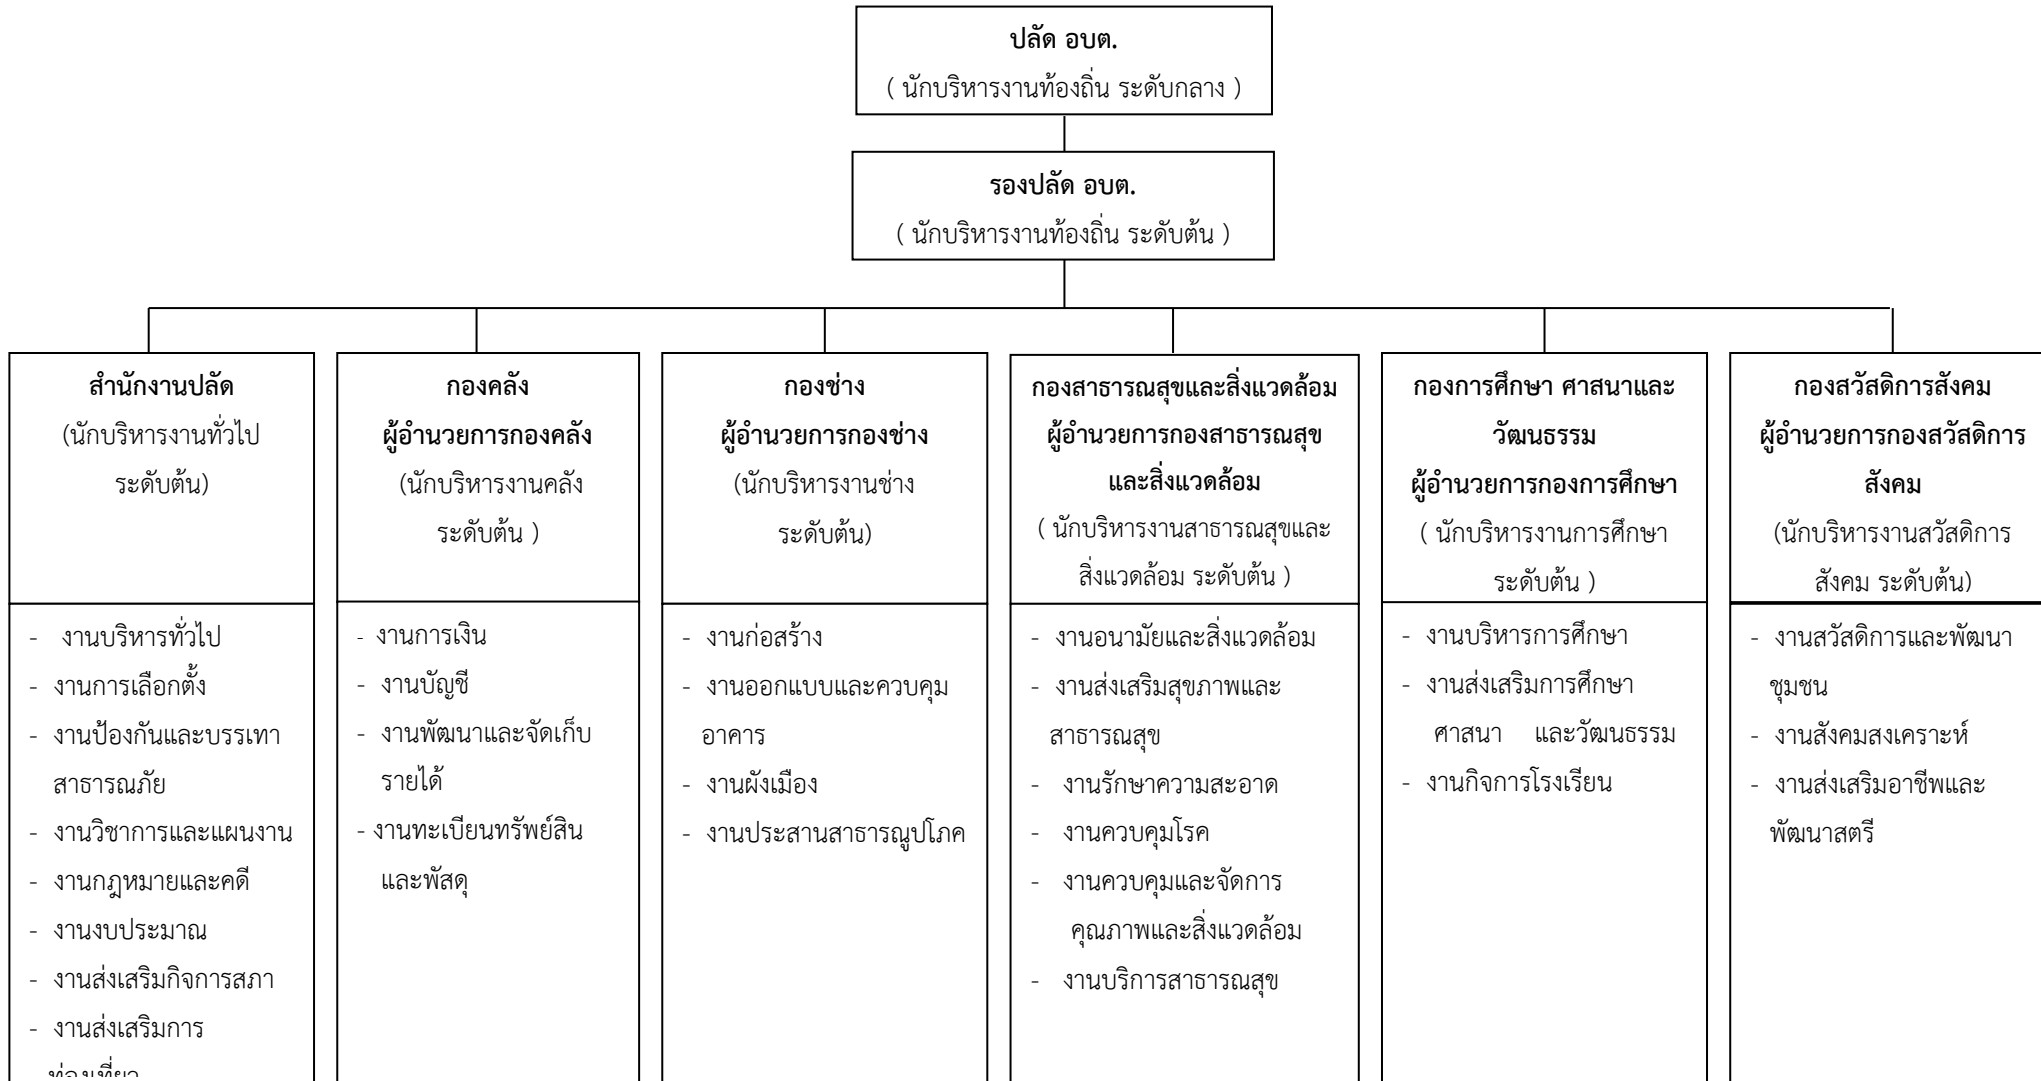 ปลัด อบต.
( นักบริหารงานท้องถิ่น ระดับกลาง )
รองปลัด อบต.
( นักบริหารงานท้องถิ่น ระดับต้น )
สำนักงานปลัด
(นักบริหารงานทั่วไป
ระดับต้น)
- งานบริหารทั่วไป
- งานการเลือกตั้ง
- งานป้องกันและบรรเทา
สาธารณภัย
- งานวิชาการและแผนงาน
- งานกฎหมายและคดี
- งานงบประมาณ
- งานส่งเสริมกิจการสภา
- งานส่งเสริมการ
ท่องเที่ยว
กองคลัง
ผู้อำนวยการกองคลัง
(นักบริหารงานคลัง
ระดับต้น )
- งานการเงิน
- งานบัญชี
- งานพัฒนาและจัดเก็บ
รายได้
- งานทะเบียนทรัพย์สิน
และพัสดุ
กองช่าง
ผู้อำนวยการกองช่าง
(นักบริหารงานช่าง
ระดับต้น)
- งานก่อสร้าง
- งานออกแบบและควบคุม
อาคาร
- งานผังเมือง
- งานประสานสาธารณูปโภค
กองสาธารณสุขและสิ่งแวดล้อม
ผู้อำนวยการกองสาธารณสุข
และสิ่งแวดล้อม
( นักบริหารงานสาธารณสุขและ
สิ่งแวดล้อม ระดับต้น )
- งานอนามัยและสิ่งแวดล้อม
- งานส่งเสริมสุขภาพและ
สาธารณสุข
- งานรักษาความสะอาด
- งานควบคุมโรค
- งานควบคุมและจัดการ
คุณภาพและสิ่งแวดล้อม
- งานบริการสาธารณสุข
กองการศึกษา ศาสนาและ
วัฒนธรรม
ผู้อำนวยการกองการศึกษา
( นักบริหารงานการศึกษา
ระดับต้น )
- งานบริหารการศึกษา
- งานส่งเสริมการศึกษา
ศาสนา และวัฒนธรรม
- งานกิจการโรงเรียน
กองสวัสดิการสังคม
ผู้อำนวยการกองสวัสดิการ
สังคม
(นักบริหารงานสวัสดิการ
สังคม ระดับต้น)
- งานสวัสดิการและพัฒนา
ชุมชน
- งานสังคมสงเคราะห์
- งานส่งเสริมอาชีพและ
พัฒนาสตรี